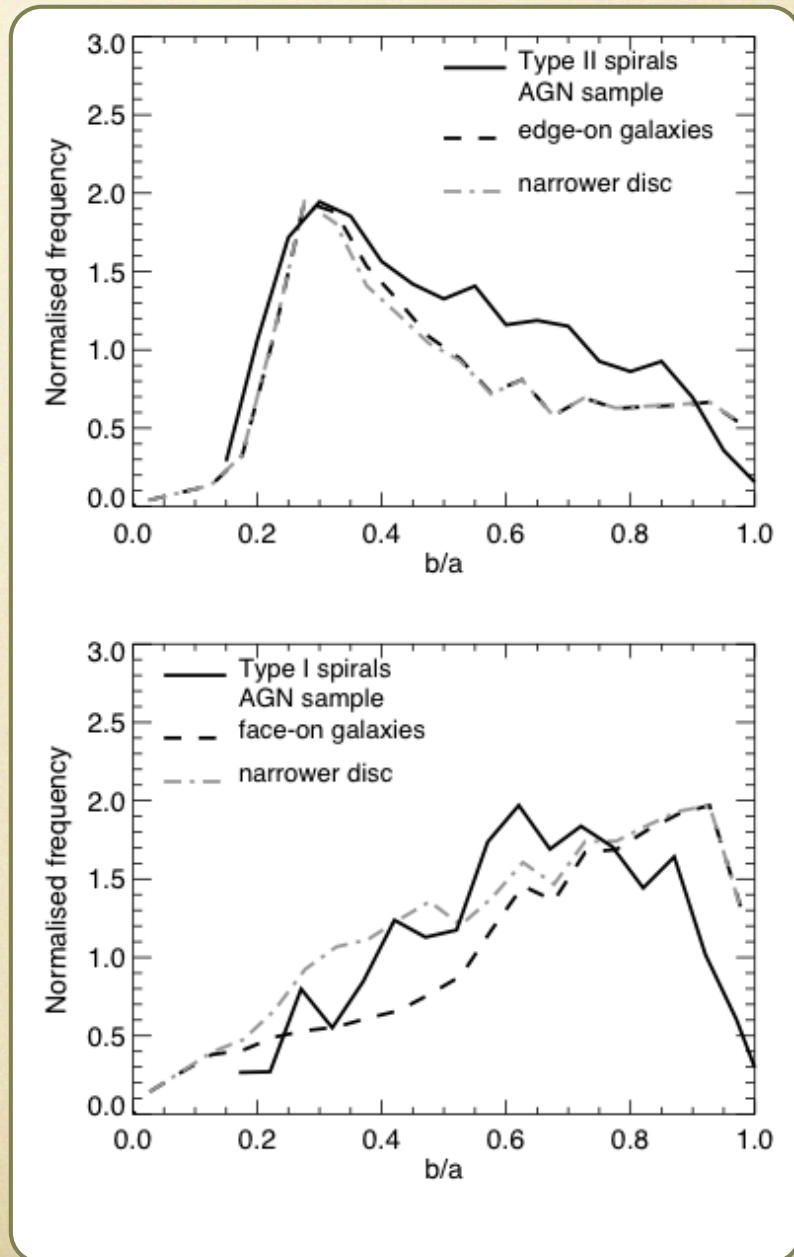 3.0
2.5
2.0
1.5
1.0
0.5
0.0
Normalised frequency
Type II spirals
AGN sample
edge-on galaxies
narrower disc
0.0 0.2 0.4 0.6 0.8 1.0
b/a
3.0
2.5
2.0
1.5
1.0
0.5
0.0
Normalised frequency
Type I spirals
AGN sample
face-on galaxies
narrower disc
0.0 0.2 0.4 0.6 0.8 1.0
b/a